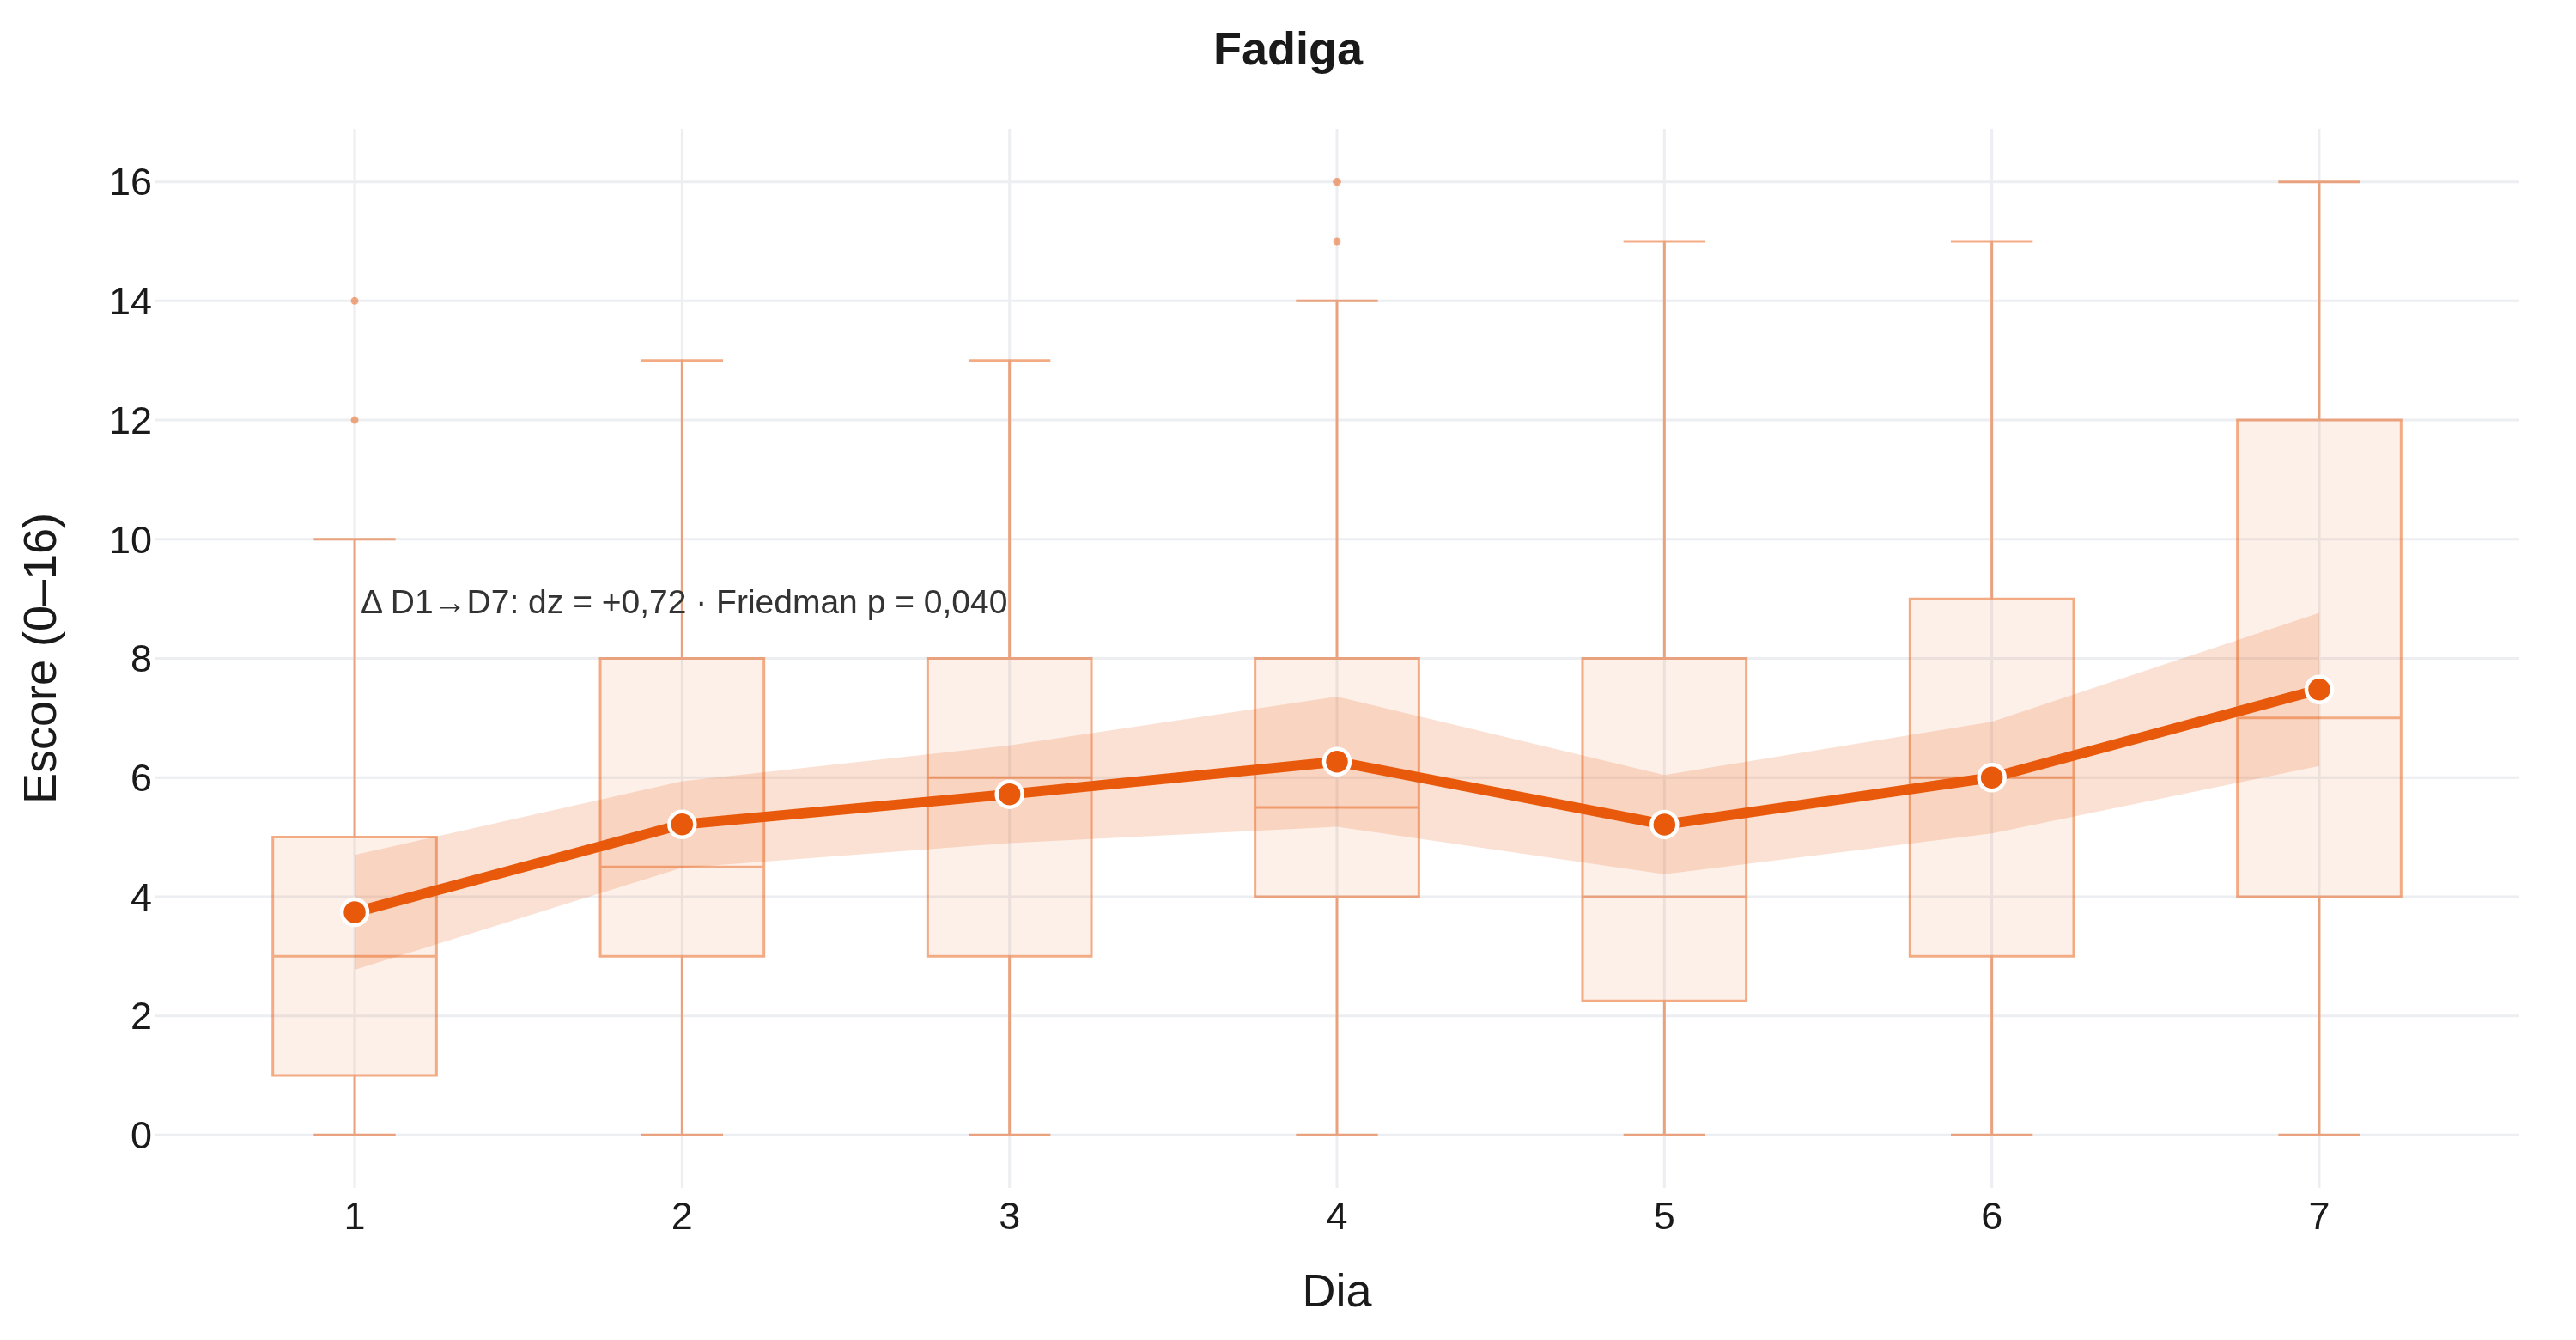 Fadiga
Escore (0–16)
16
14
12
10
8
6
4
2
0
Δ D1→D7: dz = +0,72 · Friedman p = 0,040
1 2 3 4 5 6 7
Dia